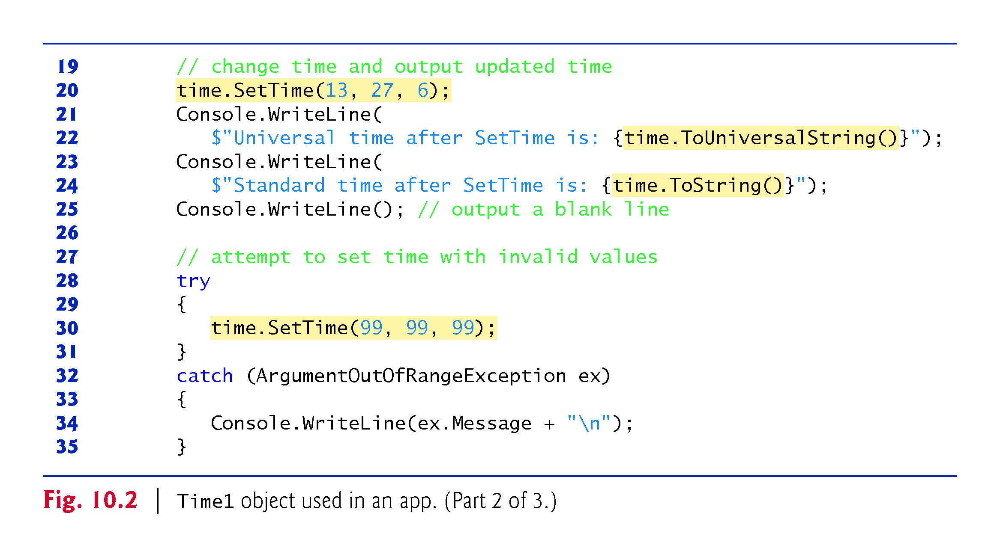 19 // change time and output updated time
20 time.SetTime(13, 27, 6);
21 Console.WriteLine(
22 $"Universal time after SetTime is: {time.ToUniversalString()}");
23 Console.WriteLine(
24 $"Standard time after SetTime is: {time.ToString()}");
25 Console.WriteLine(); // output a blank line
26
27 // attempt to set time with invalid values
28 try
29 {
30 time.SetTime(99, 99, 99);
31 }
32 catch (ArgumentOutOfRangeException ex)
33 {
34 Console.WriteLine(ex.Message + "\n");
35 }
Fig. 10.2 | Time1 object used in an app. (Part 2 of 3.)